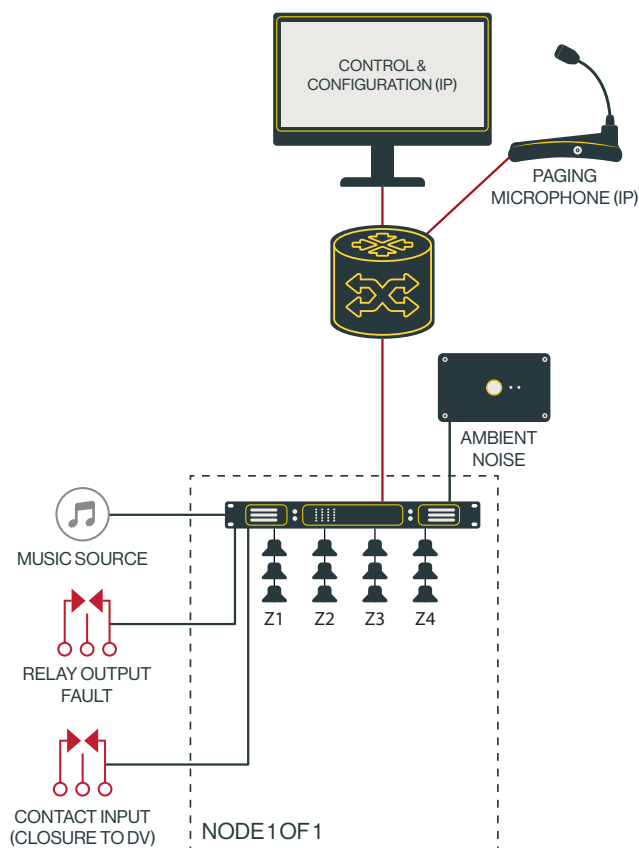 CONTROL &
CONFIGURATION (IP)
PAGING
MICROPHONE (IP)
AMBIENT
NOISE
MUSIC SOURCE
Z1
Z2
Z3
Z4
RELAY OUTPUT
FAULT
CONTACT INPUT
(CLOSURE TO DV)
NODE 1 OF 1